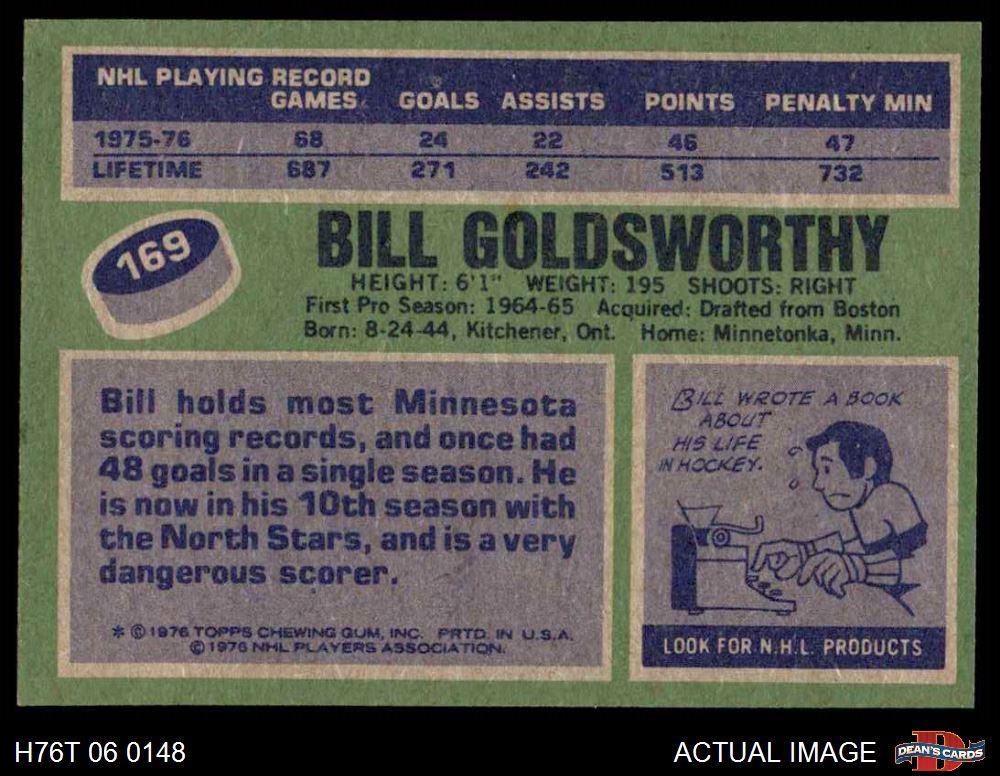 NHL PLAYING RECORD
GAMES GOALS ASSISTS POINTS PENALTY MIN
1975-76 68 24 22 46 47
LIFETIME 687 271 242 513 732
169
BILL GOLDSWORTHY
HEIGHT: 6'1" WEIGHT: 195 SHOOTS: RIGHT
First Pro Season: 1964-65 Acquired: Drafted from Boston
Born: 8-24-44, Kitchener, Ont. Home: Minnetonka, Minn.
Bill holds most Minnesota
scoring records, and once had
48 goals in a single season. He
is now in his 10th season with
the North Stars, and is a very
dangerous scorer.
* © 1976 TOPPS CHEWING GUM, INC. PRTD. IN U.S.A.
© 1976 NHL PLAYERS ASSOCIATION.
BILL WROTE A BOOK
ABOUT
HIS LIFE
IN HOCKEY.
LOOK FOR N.H.L. PRODUCTS
H76T 06 0148
ACTUAL IMAGE
DEAN'S CARDS